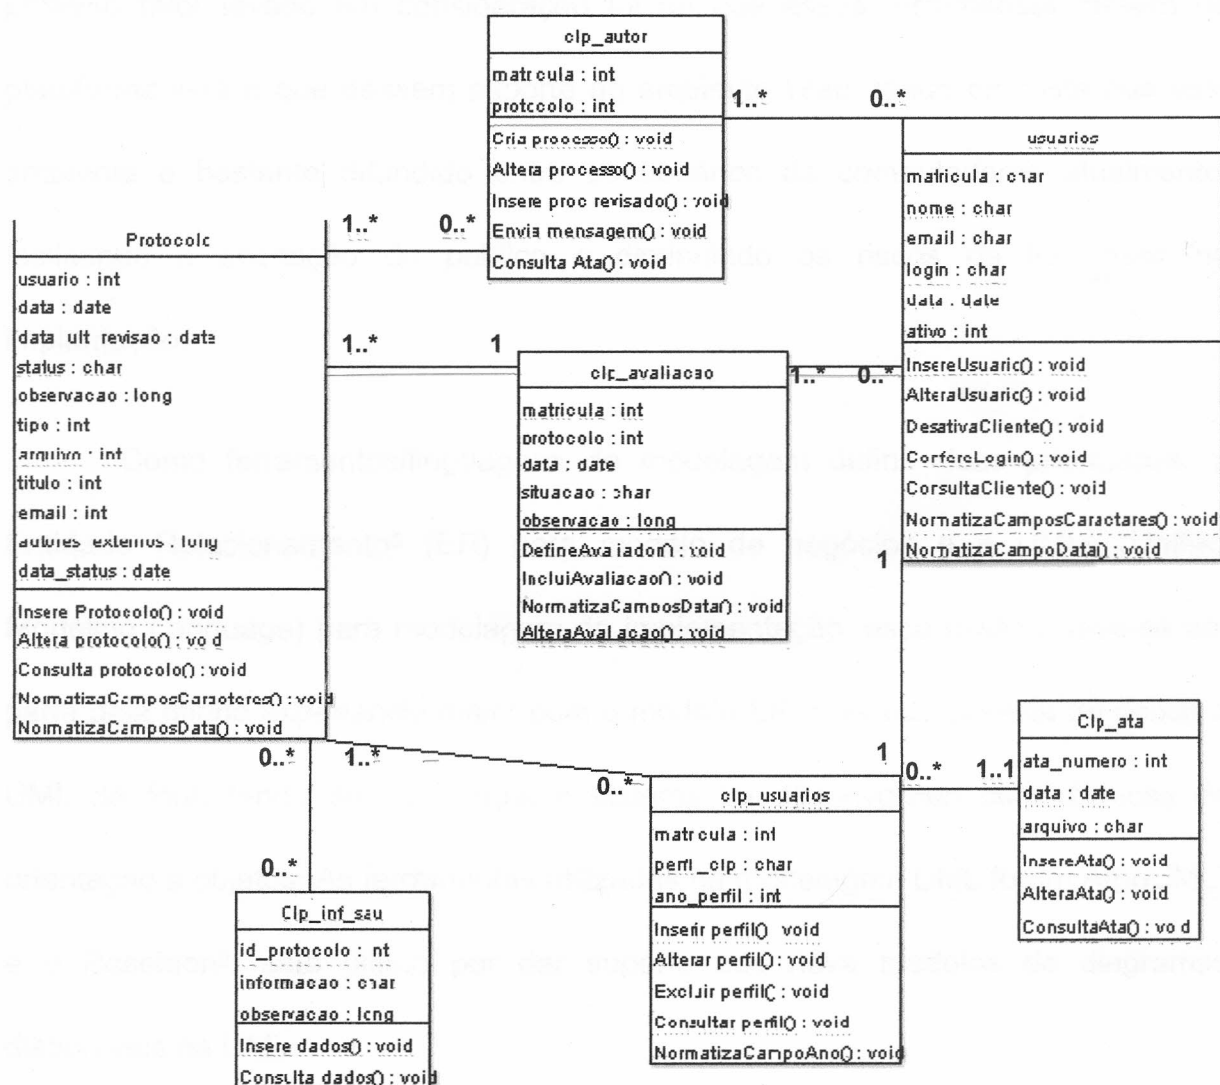 clp_autor
matrcula : int
protocolo : int
Cria processo() : void
Altera processo() : void
Insere proc revisado() : void
Envia mensagem() : void
Consulta Ata() : void
1..*
0..*
usuarios
matricula : char
nome : char
email : char
login : char
data : date
ativo : int
InsereUsuario() : void
AlteraUsuario() : void
DesativaCliente() : void
ConfereLogin() : void
ConsultaCliente() : void
NormatizaCamposCaractares() : void
NormatizaCampoData() : void
1..*
0..*
Protocolo
usuario : int
data : date
data_ult_revisao : date
status : char
observacao : long
tipo : int
arquivo : int
titulo : int
email : int
autores_externos : long
data_status : date
Insere Protocolo() : void
Altera protocolo() : vo d
Consulta protocolo() : void
NormatizaCamposCaracteres() : void
NormatizaCamposData() : void
1..*
1
clp_avaliacao
matricula : int
protocolo : int
data : date
situacao : char
observacao : long
DefineAvaliador() : void
IncluiAvaliacao() : void
NormatizaCamposData() : void
AlteraAval acao() : void
1..*
0..*
1
1
0..*
1..*
0..*
0..*
1..1
0..*
clp_usuarios
matrcula : int
perfl_clp : char
ano_perfil : int
Inserir perfil() void
Alterar perfil() : void
Excluir perfil() : void
Consultar perfil() : void
NormatizaCampoAno() : void
Clp_ata
ata_numero : int
data : date
arquivo : char
InsereAta() : void
AlteraAta() : void
ConsultaAta() : vo d
Clp_inf_sau
id_protocolo : nt
informacao : char
observacao : long
Insere dados() : void
Consulta dados() : void